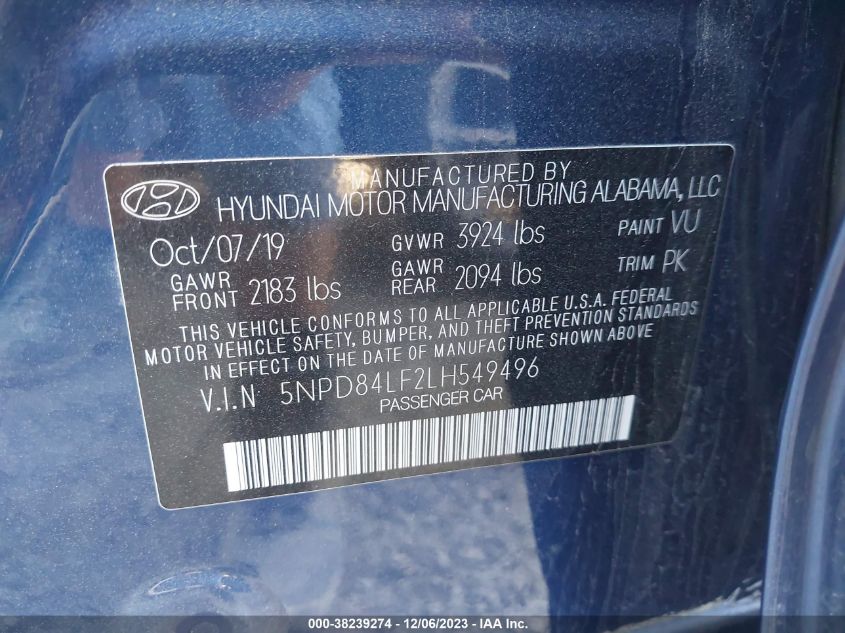 MANUFACTURED BY
HYUNDAI MOTOR MANUFACTURING ALABAMA, LLC
Oct/07/19 GVWR 3924 lbs PAINT VU
GAWR FRONT 2183 lbs GAWR REAR 2094 lbs TRIM PK
THIS VEHICLE CONFORMS TO ALL APPLICABLE U.S.A. FEDERAL
MOTOR VEHICLE SAFETY, BUMPER, AND THEFT PREVENTION STANDARDS
IN EFFECT ON THE DATE OF MANUFACTURE SHOWN ABOVE
V.I.N 5NPD84LF2LH549496
PASSENGER CAR
000-38239274 - 12/06/2023 - IAA Inc.